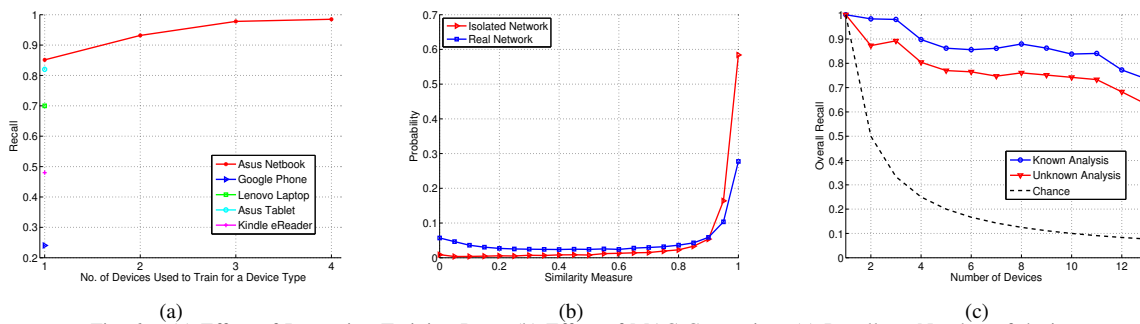 1
0.9
0.8
0.7
0.6
0.5
0.4
0.3
0.2
Recall
1
2
3
4
No. of Devices Used to Train for a Device Type
Asus Netbook
Google Phone
Lenovo Laptop
Asus Tablet
Kindle eReader
(a)
0.7
0.6
0.5
0.4
0.3
0.2
0.1
0
Probability
0
0.2
0.4
0.6
0.8
1
Similarity Measure
Isolated Network
Real Network
(b)
1
0.9
0.8
0.7
0.6
0.5
0.4
0.3
0.2
0.1
0
Overall Recall
2
4
6
8
10
12
Number of Devices
Known Analysis
Unknown Analysis
Chance
(c)